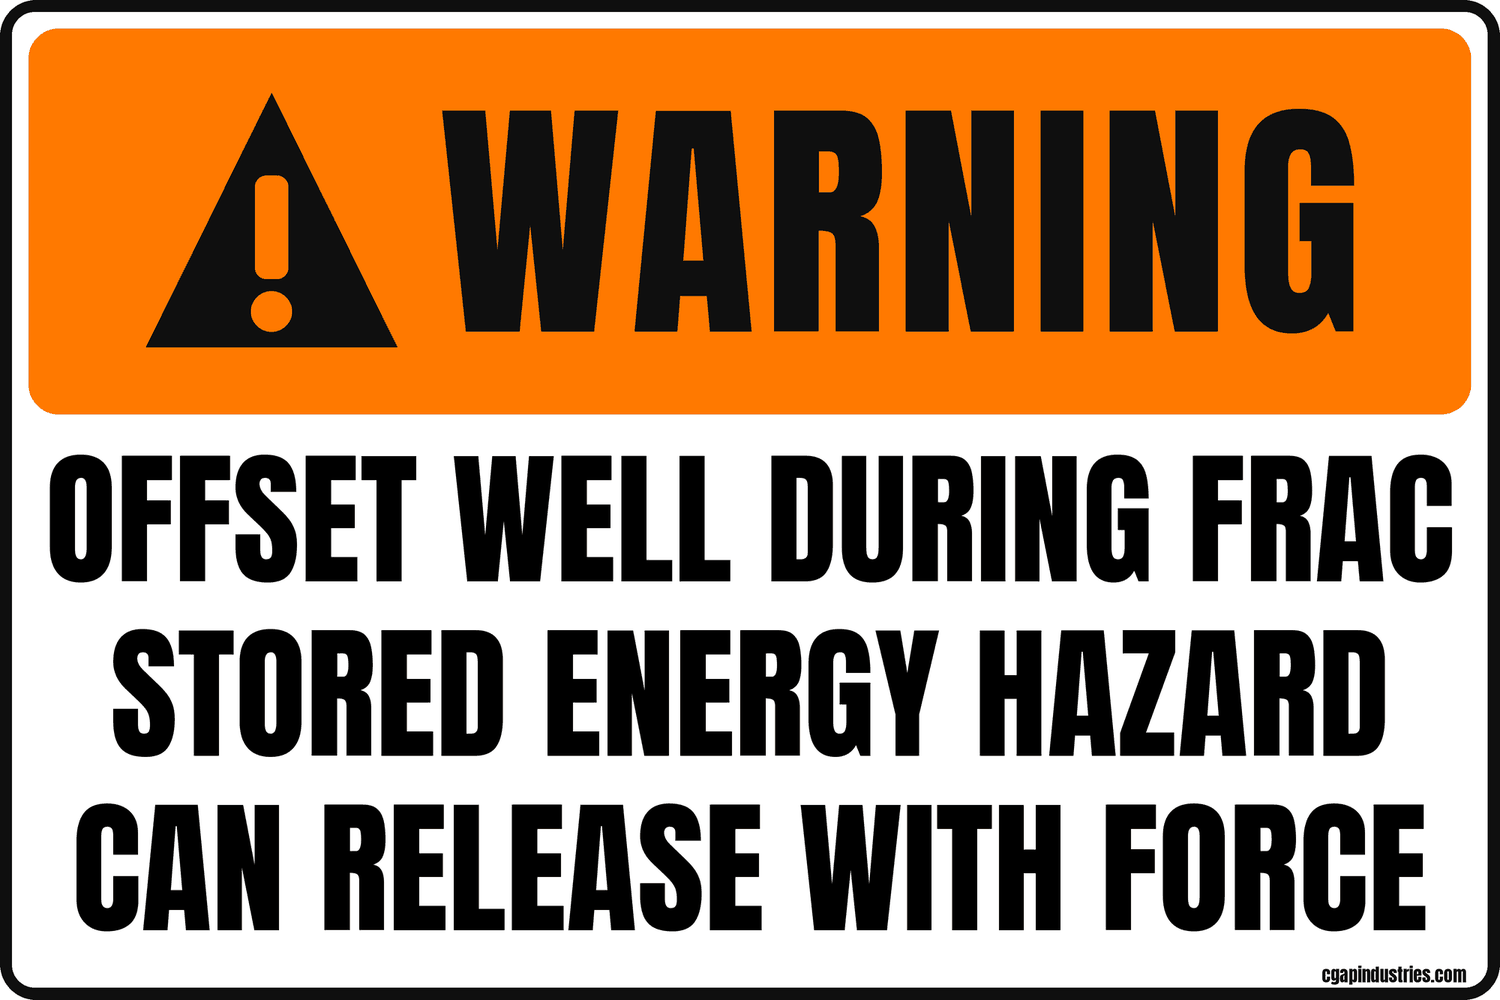 WARNING
OFFSET WELL DURING FRAC
STORED ENERGY HAZARD
CAN RELEASE WITH FORCE
cgapindustries.com